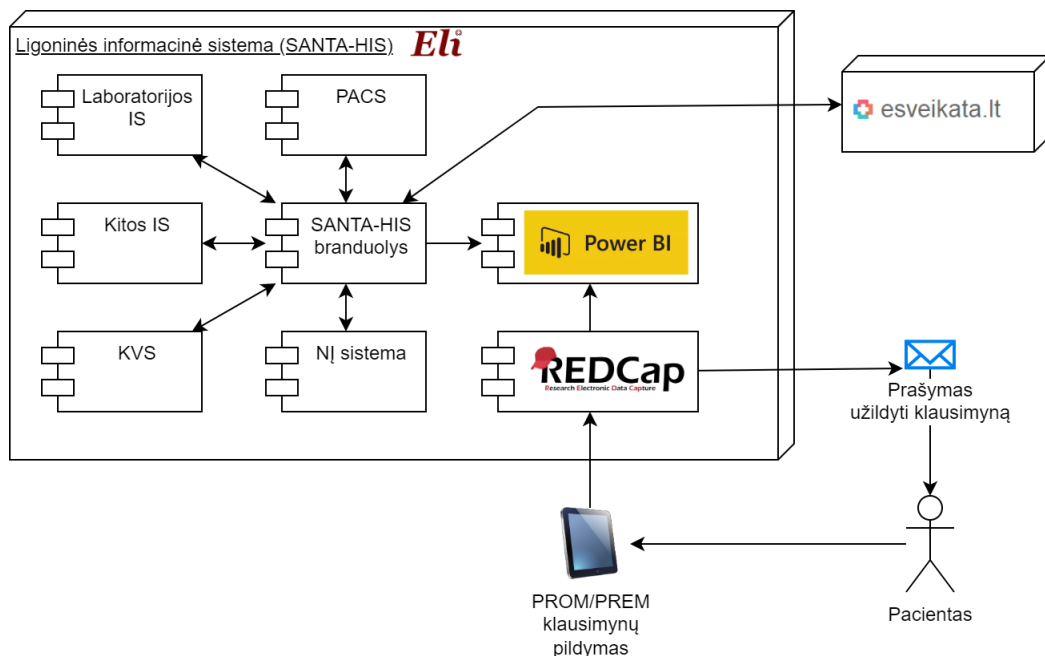 Ligoninės informacinė sistema (SANTA-HIS)
Eli
Laboratorijos
IS
PACS
esveikata.lt
Kitos IS
SANTA-HIS
branduolys
Power BI
KVS
NĮ sistema
REDCap
Research Electronic Data Capture
Prašymas
užildyti klausimyną
PROM/PREM
klausimynų
pildymas
Pacientas